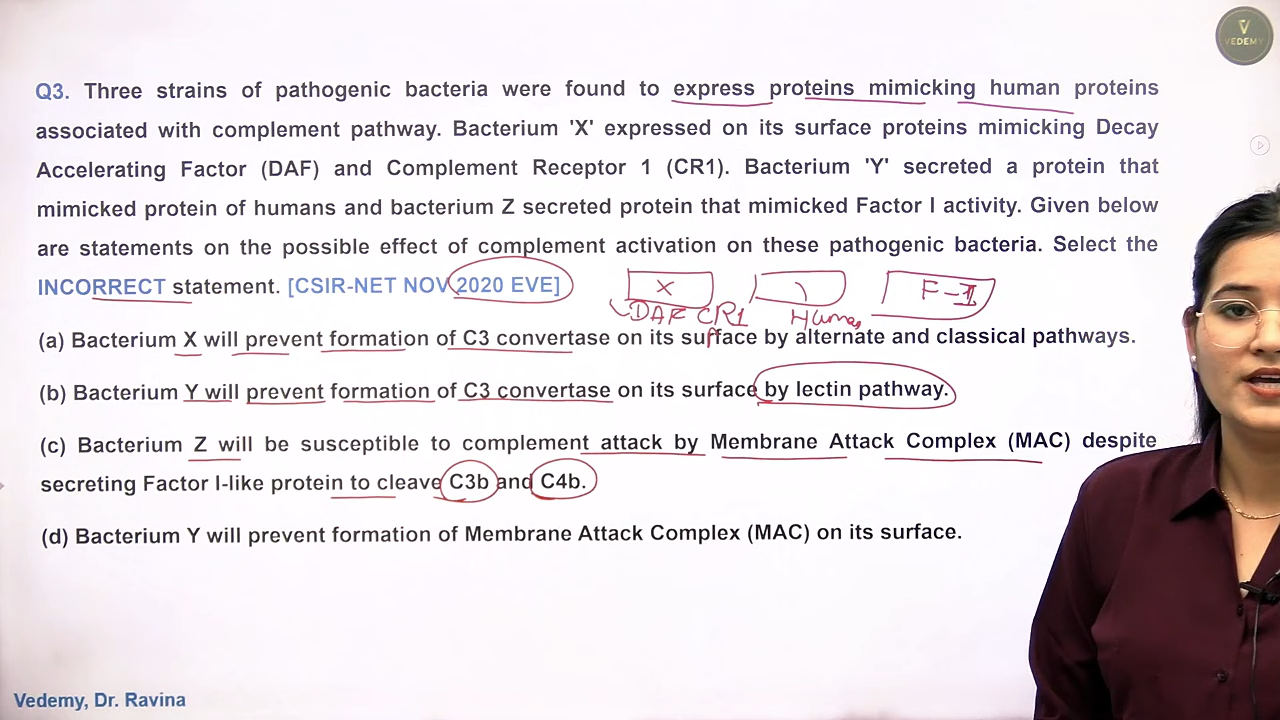 VEDEMY
Q3. Three strains of pathogenic bacteria were found to express proteins mimicking human proteins
associated with complement pathway. Bacterium 'X' expressed on its surface proteins mimicking Decay
Accelerating Factor (DAF) and Complement Receptor 1 (CR1). Bacterium 'Y' secreted a protein that
mimicked protein of humans and bacterium Z secreted protein that mimicked Factor I activity. Given below
are statements on the possible effect of complement activation on these pathogenic bacteria. Select the
INCORRECT statement. [CSIR-NET NOV 2020 EVE]
X F-I
DAF CR1
(a) Bacterium X will prevent formation of C3 convertase on its surface by alternate and classical pathways.
(b) Bacterium Y will prevent formation of C3 convertase on its surface by lectin pathway.
(c) Bacterium Z will be susceptible to complement attack by Membrane Attack Complex (MAC) despite
secreting Factor I-like protein to cleave C3b and C4b.
(d) Bacterium Y will prevent formation of Membrane Attack Complex (MAC) on its surface.
Vedemy, Dr. Ravina